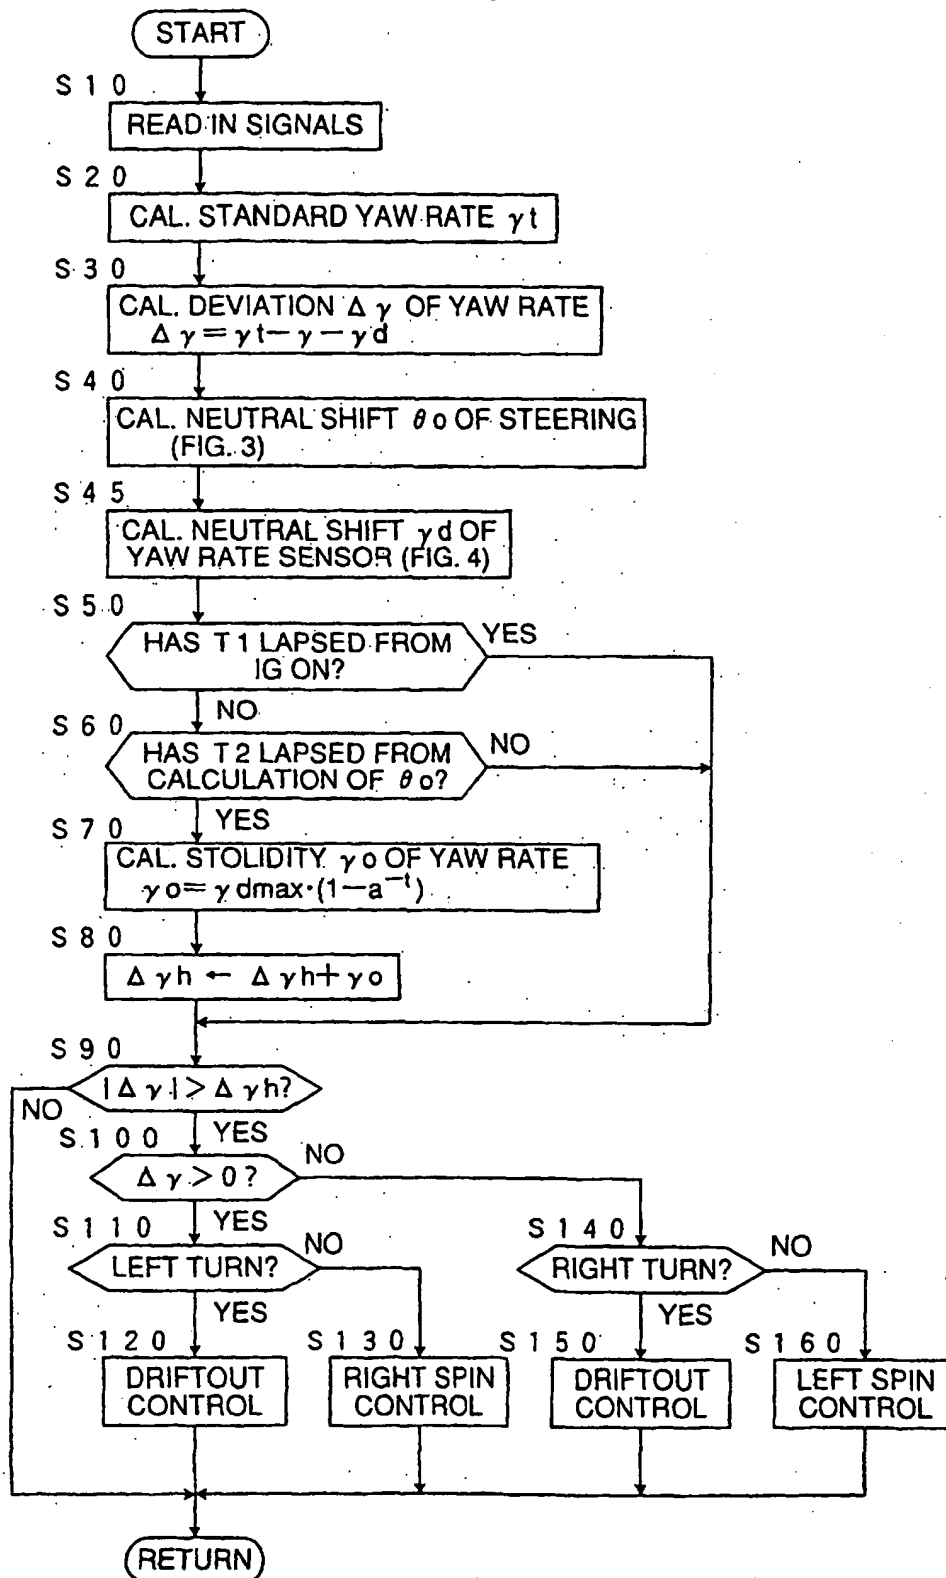 START
S10
READ IN SIGNALS
S20
CAL. STANDARD YAW RATE γt
S30
CAL. DEVIATION Δγ OF YAW RATE
Δγ=γt−γ−γd
S40
CAL. NEUTRAL SHIFT θo OF STEERING
(FIG. 3)
S45
CAL. NEUTRAL SHIFT γd OF
YAW RATE SENSOR (FIG. 4)
S50
HAS T1 LAPSED FROM
IG ON?
YES
NO
S60
HAS T2 LAPSED FROM
CALCULATION OF θo?
NO
YES
S70
CAL. STOLIDITY γo OF YAW RATE
γo=γdmax·(1−a⁻ᵗ)
S80
Δγh ← Δγh+γo
S90
|Δγ|>Δγh?
NO
YES
S100
Δγ>0?
NO
YES
S110
LEFT TURN?
NO
YES
S140
RIGHT TURN?
NO
YES
S120
DRIFTOUT
CONTROL
S130
RIGHT SPIN
CONTROL
S150
DRIFTOUT
CONTROL
S160
LEFT SPIN
CONTROL
RETURN